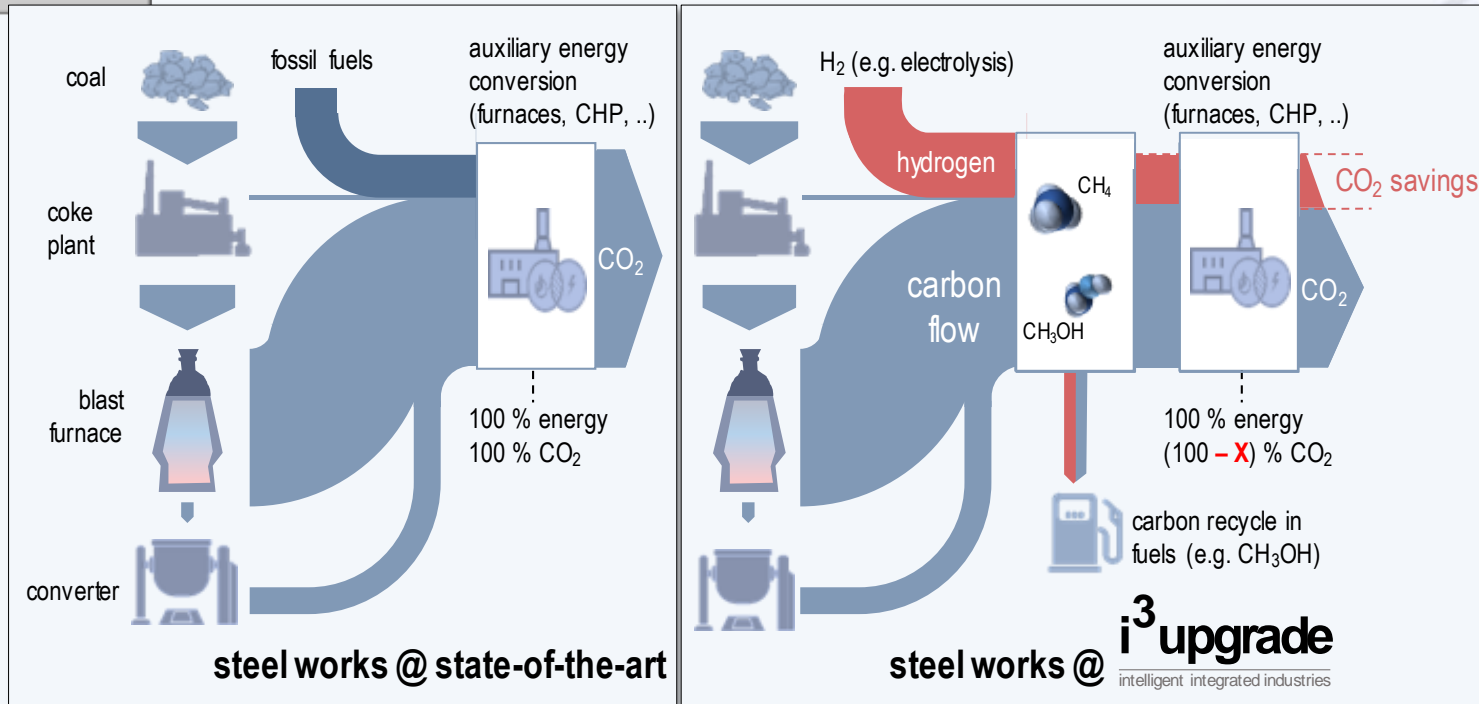 coal
fossil fuels
auxiliary energy
conversion
(furnaces, CHP, ..)
coke
plant
CO₂
blast
furnace
100 % energy
100 % CO₂
converter
steel works @ state-of-the-art
H₂ (e.g. electrolysis)
auxiliary energy
conversion
(furnaces, CHP, ..)
hydrogen
CH₄
CO₂ savings
carbon
flow
CO₂
CH₃OH
100 % energy
(100 – X) % CO₂
carbon recycle in
fuels (e.g. CH₃OH)
steel works @ i³upgrade
intelligent integrated industries